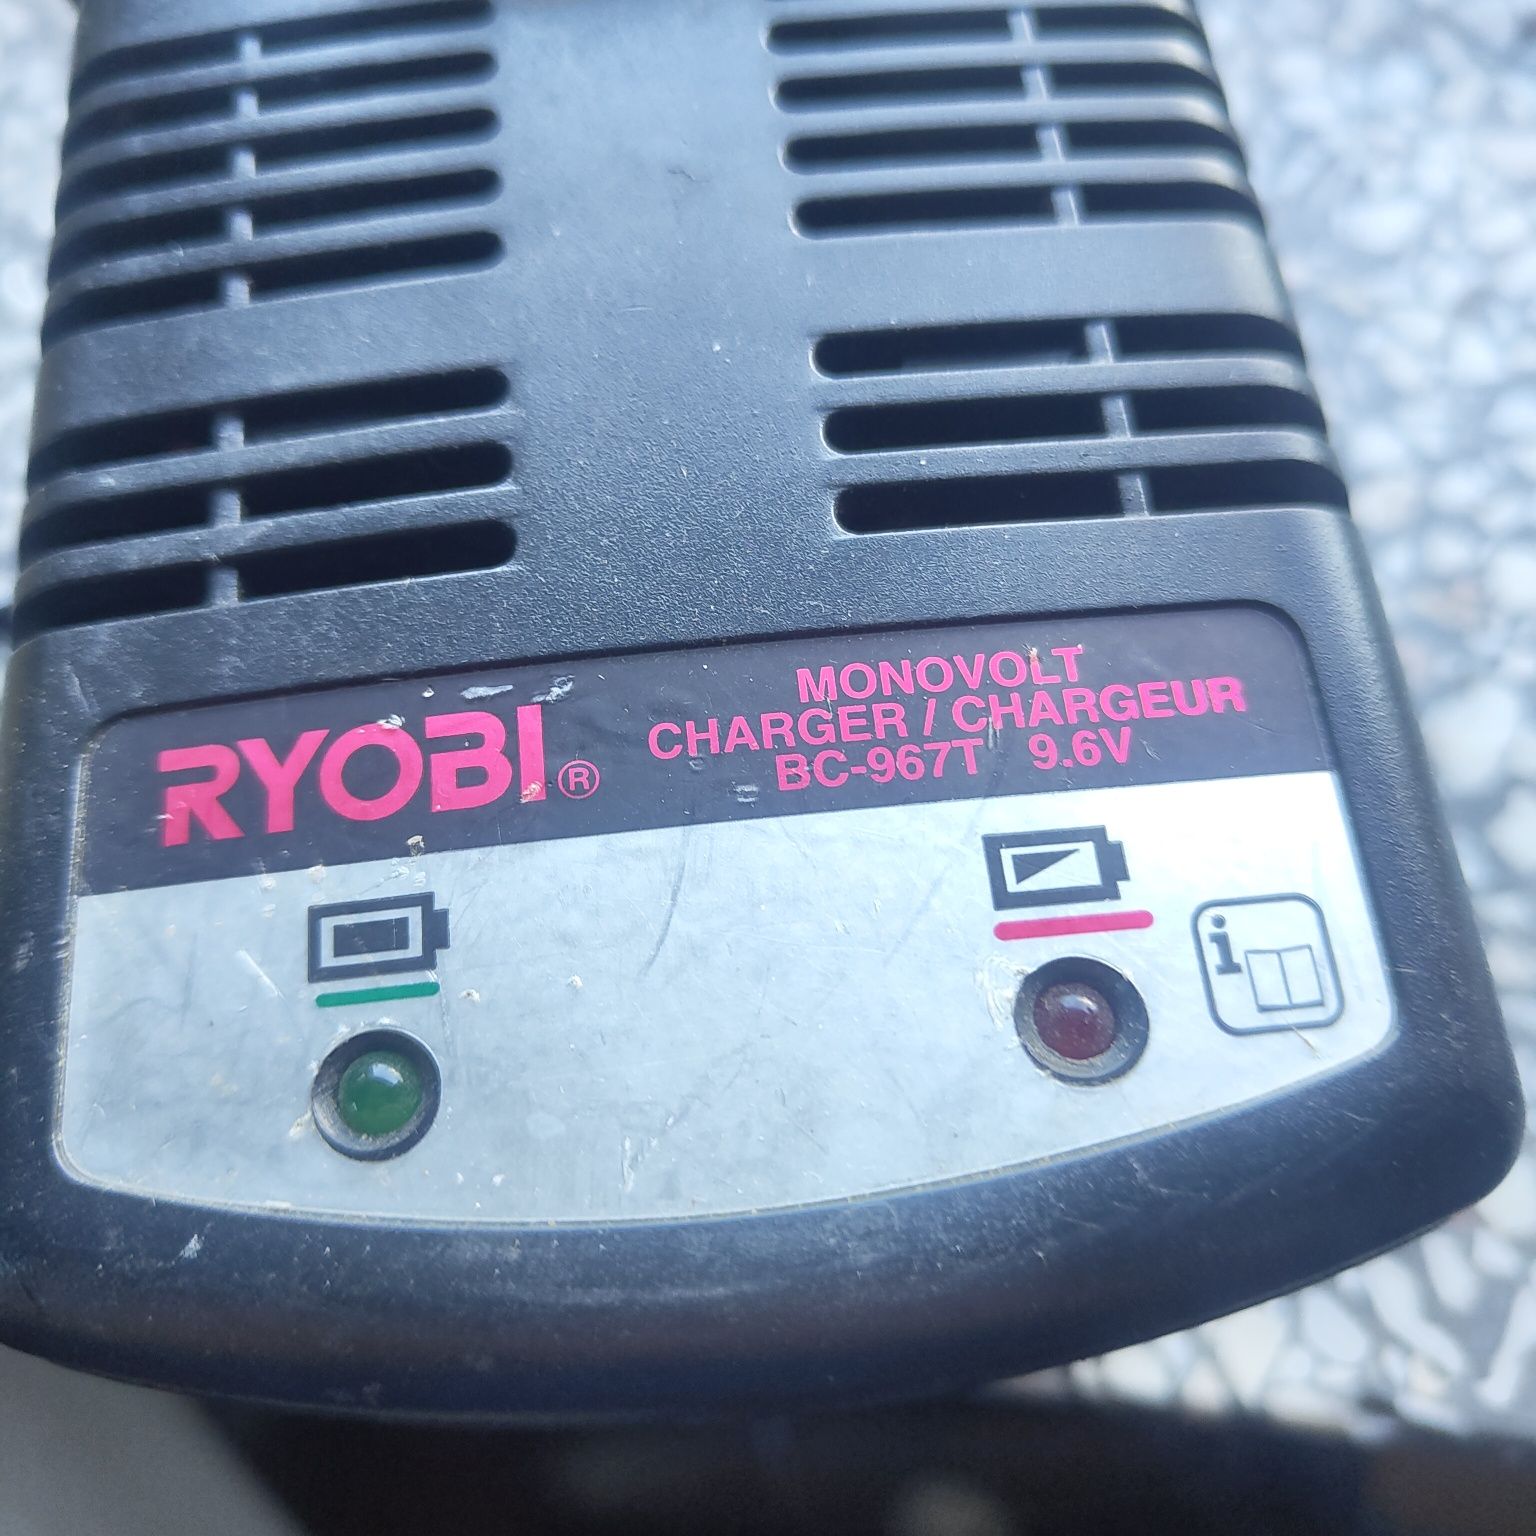 RYOBI®
MONOVOLT
CHARGER / CHARGEUR
BC-967T 9.6V
i